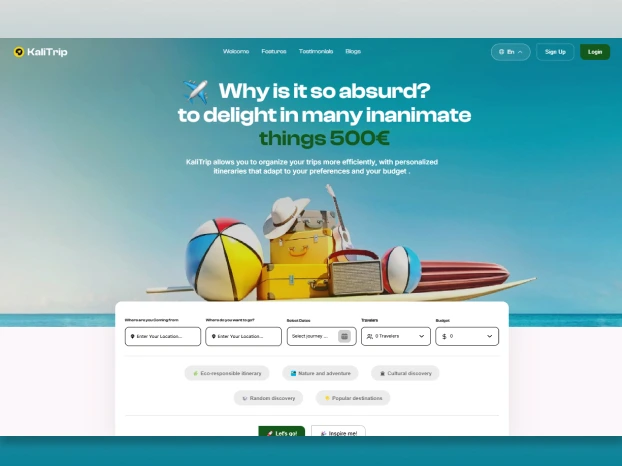 KaliTrip
Welcome Features Testimonials Blogs
En Sign Up Login
Why is it so absurd?
to delight in many inanimate
things 500€
KaliTrip allows you to organize your trips more efficiently, with personalized
itineraries that adapt to your preferences and your budget .
Where are you Coming from Where do you want to go? Select Dates Travelers Budget
Enter Your Location... Enter Your Location... Select journey ... 0 Travelers $ 0
Eco-responsible itinerary Nature and adventure Cultural discovery
Random discovery Popular destinations
Let's go! Inspire me!